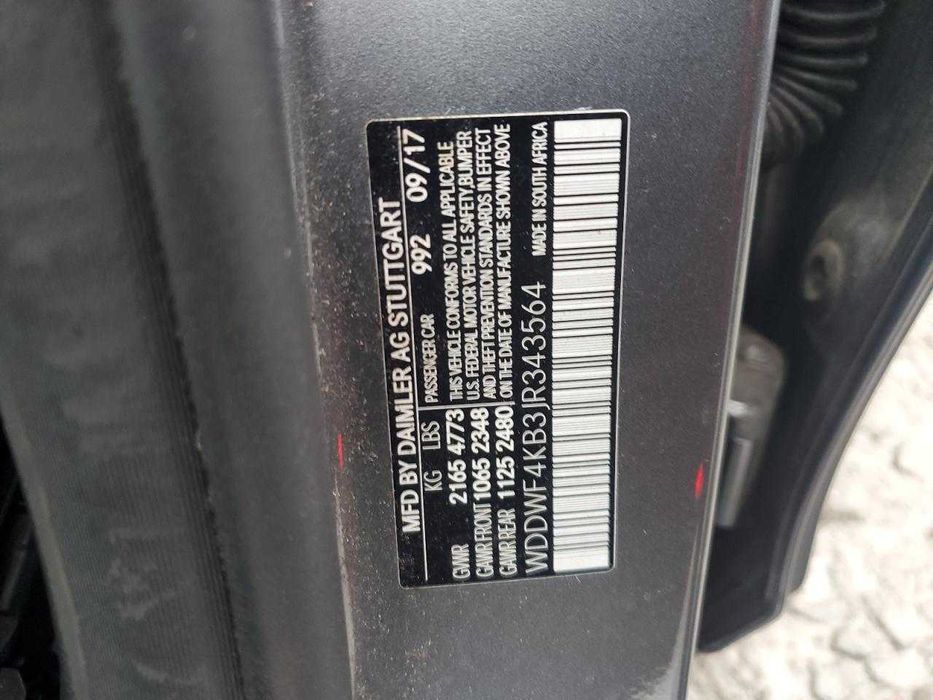 MFD BY DAIMLER AG STUTTGART
KG LBS 992 09/17
GVWR 2165 4773 PASSENGER CAR
GAWR FRONT 1065 2348
GAWR REAR 1125 2480
THIS VEHICLE CONFORMS TO ALL APPLICABLE
U.S. FEDERAL MOTOR VEHICLE SAFETY,BUMPER
AND THEFT PREVENTION STANDARDS IN EFFECT
ON THE DATE OF MANUFACTURE SHOWN ABOVE
WDDWF4KB3JR343564 MADE IN SOUTH AFRICA